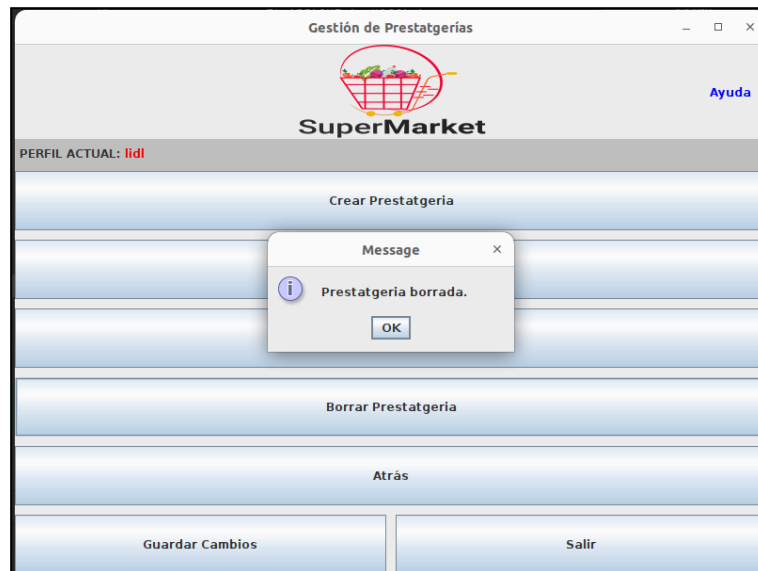 Gestión de Prestatgerías
SuperMarket
Ayuda
PERFIL ACTUAL: lidl
Crear Prestatgeria
Message
Prestatgeria borrada.
OK
Borrar Prestatgeria
Atrás
Guardar Cambios
Salir